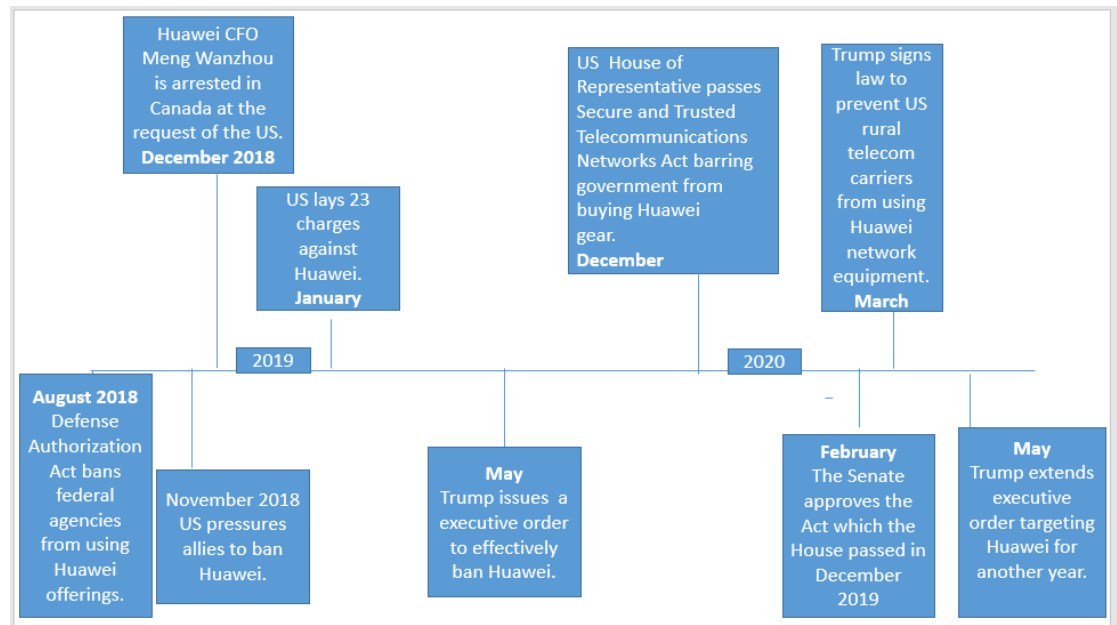 Huawei CFO
Meng Wanzhou
is arrested in
Canada at the
request of the US.
December 2018
US lays 23
charges
against
Huawei.
January
US  House of
Representative passes
Secure and Trusted
Telecommunications
Networks Act barring
government from
buying Huawei
gear.
December
Trump signs
law to
prevent US
rural
telecom
carriers
from using
Huawei
network
equipment.
March
2019
2020
August 2018
Defense
Authorization
Act bans
federal
agencies
from using
Huawei
offerings.
November 2018
US pressures
allies to ban
Huawei.
May
Trump issues  a
executive order
to effectively
ban Huawei.
February
The Senate
approves the
Act which the
House passed in
December
2019
May
Trump extends
executive
order targeting
Huawei for
another year.